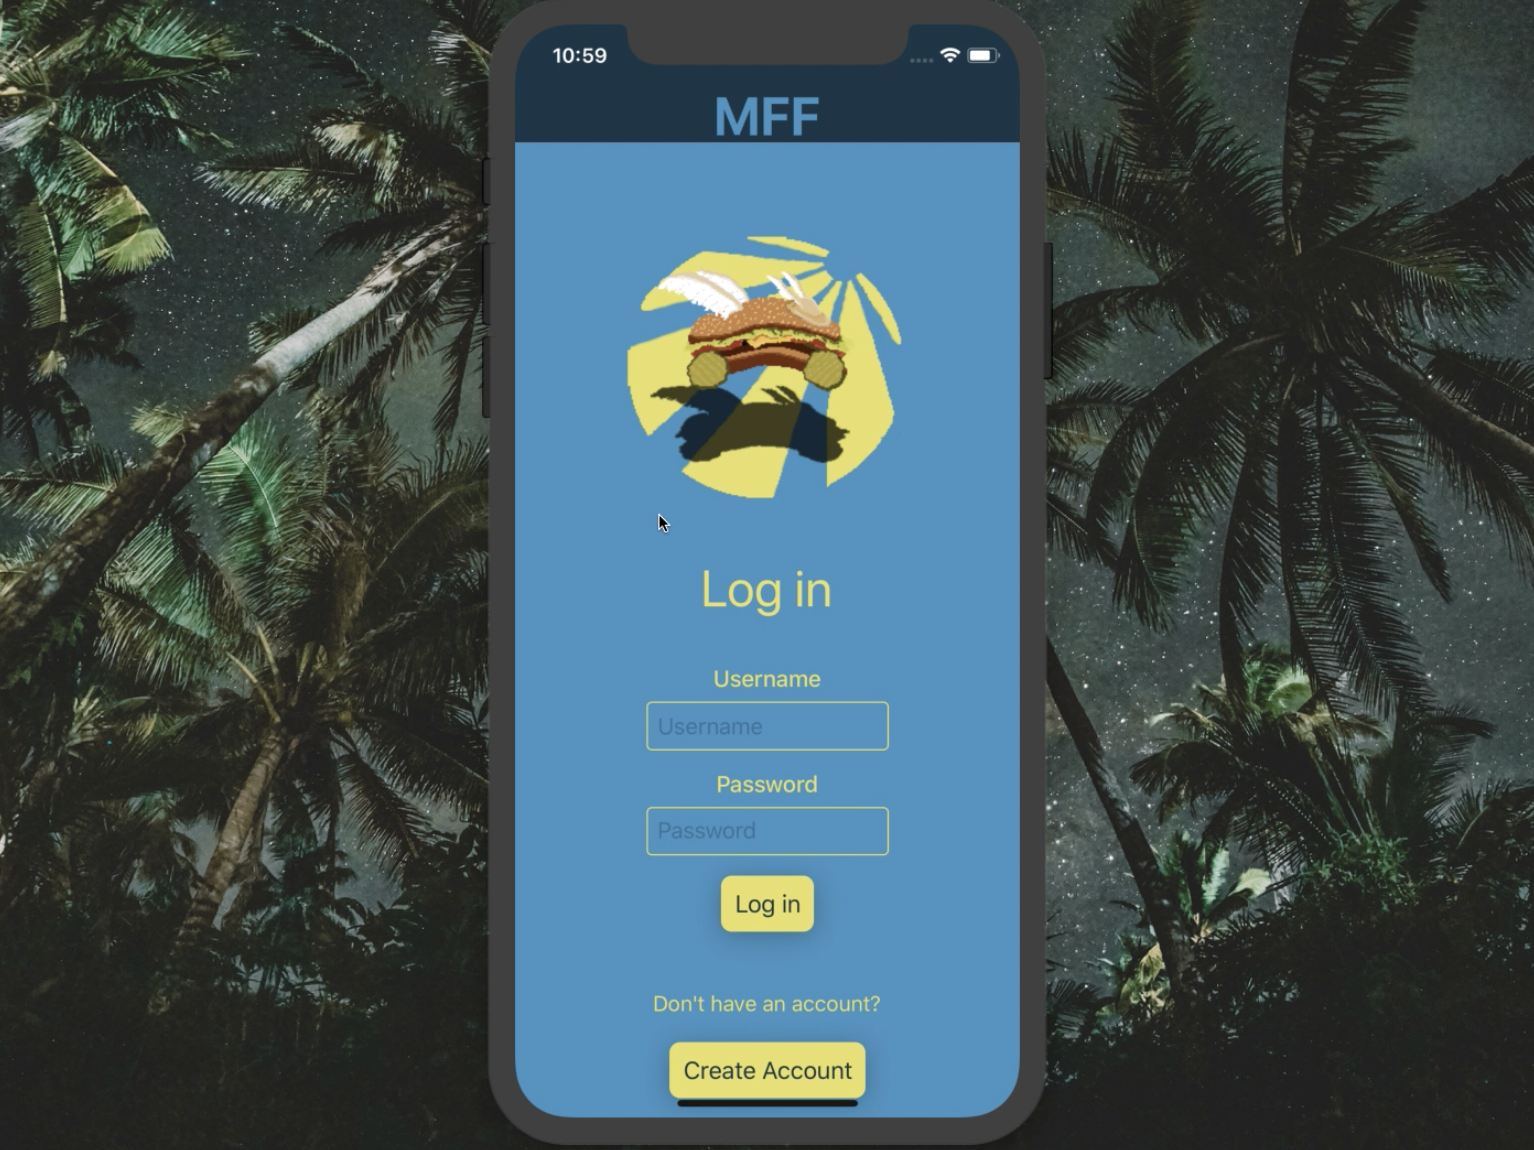 10:59
MFF
Log in
Username
Username
Password
Password
Log in
Don't have an account?
Create Account